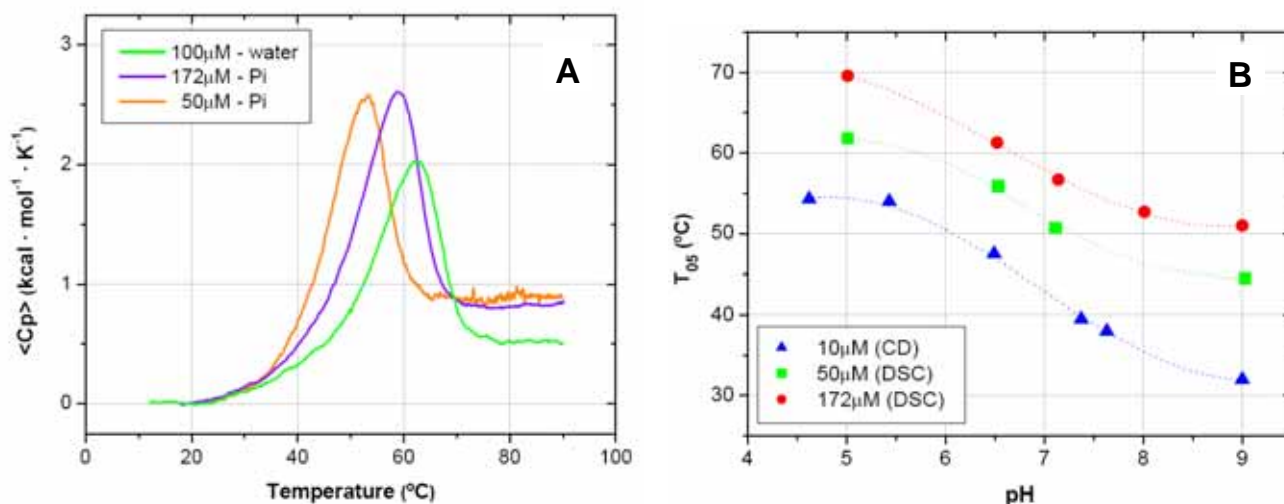 A
100μM - water
172μM - Pi
50μM - Pi
<Cp> (kcal · mol⁻¹ · K⁻¹)
3
2
1
0
0 20 40 60 80 100
Temperature (ºC)
B
T₀₅ (ºC)
70
60
50
40
30
10μM (CD)
50μM (DSC)
172μM (DSC)
4 5 6 7 8 9
pH